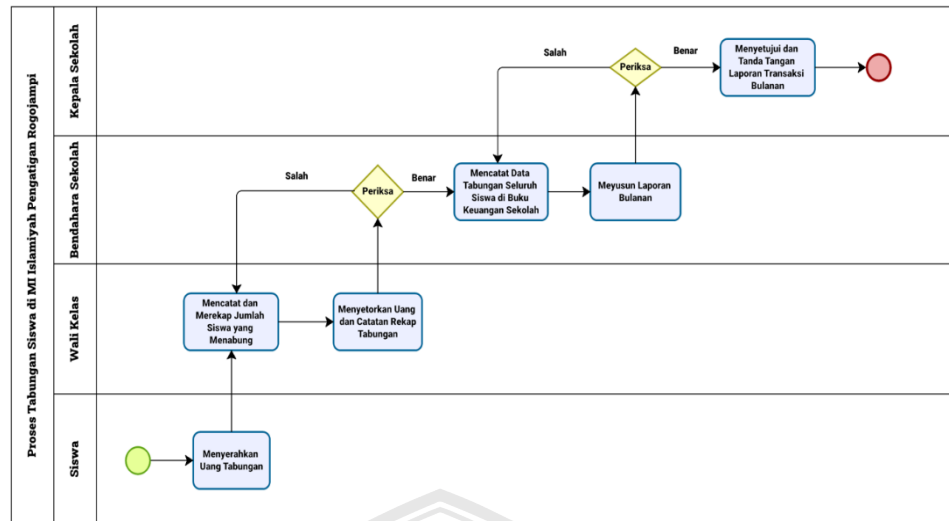 Proses Tabungan Siswa di MI Islamiyah Pengatigan Rogojampi
Kepala Sekolah
Salah
Periksa
Benar
Menyetujui dan
Tanda Tangan
Laporan Transaksi
Bulanan
Bendahara Sekolah
Salah
Periksa
Benar
Mencatat Data
Tabungan Seluruh
Siswa di Buku
Keuangan Sekolah
Meyusun Laporan
Bulanan
Wali Kelas
Mencatat dan
Merekap Jumlah
Siswa yang
Menabung
Menyetorkan Uang
dan Catatan Rekap
Tabungan
Siswa
Menyerahkan
Uang Tabungan